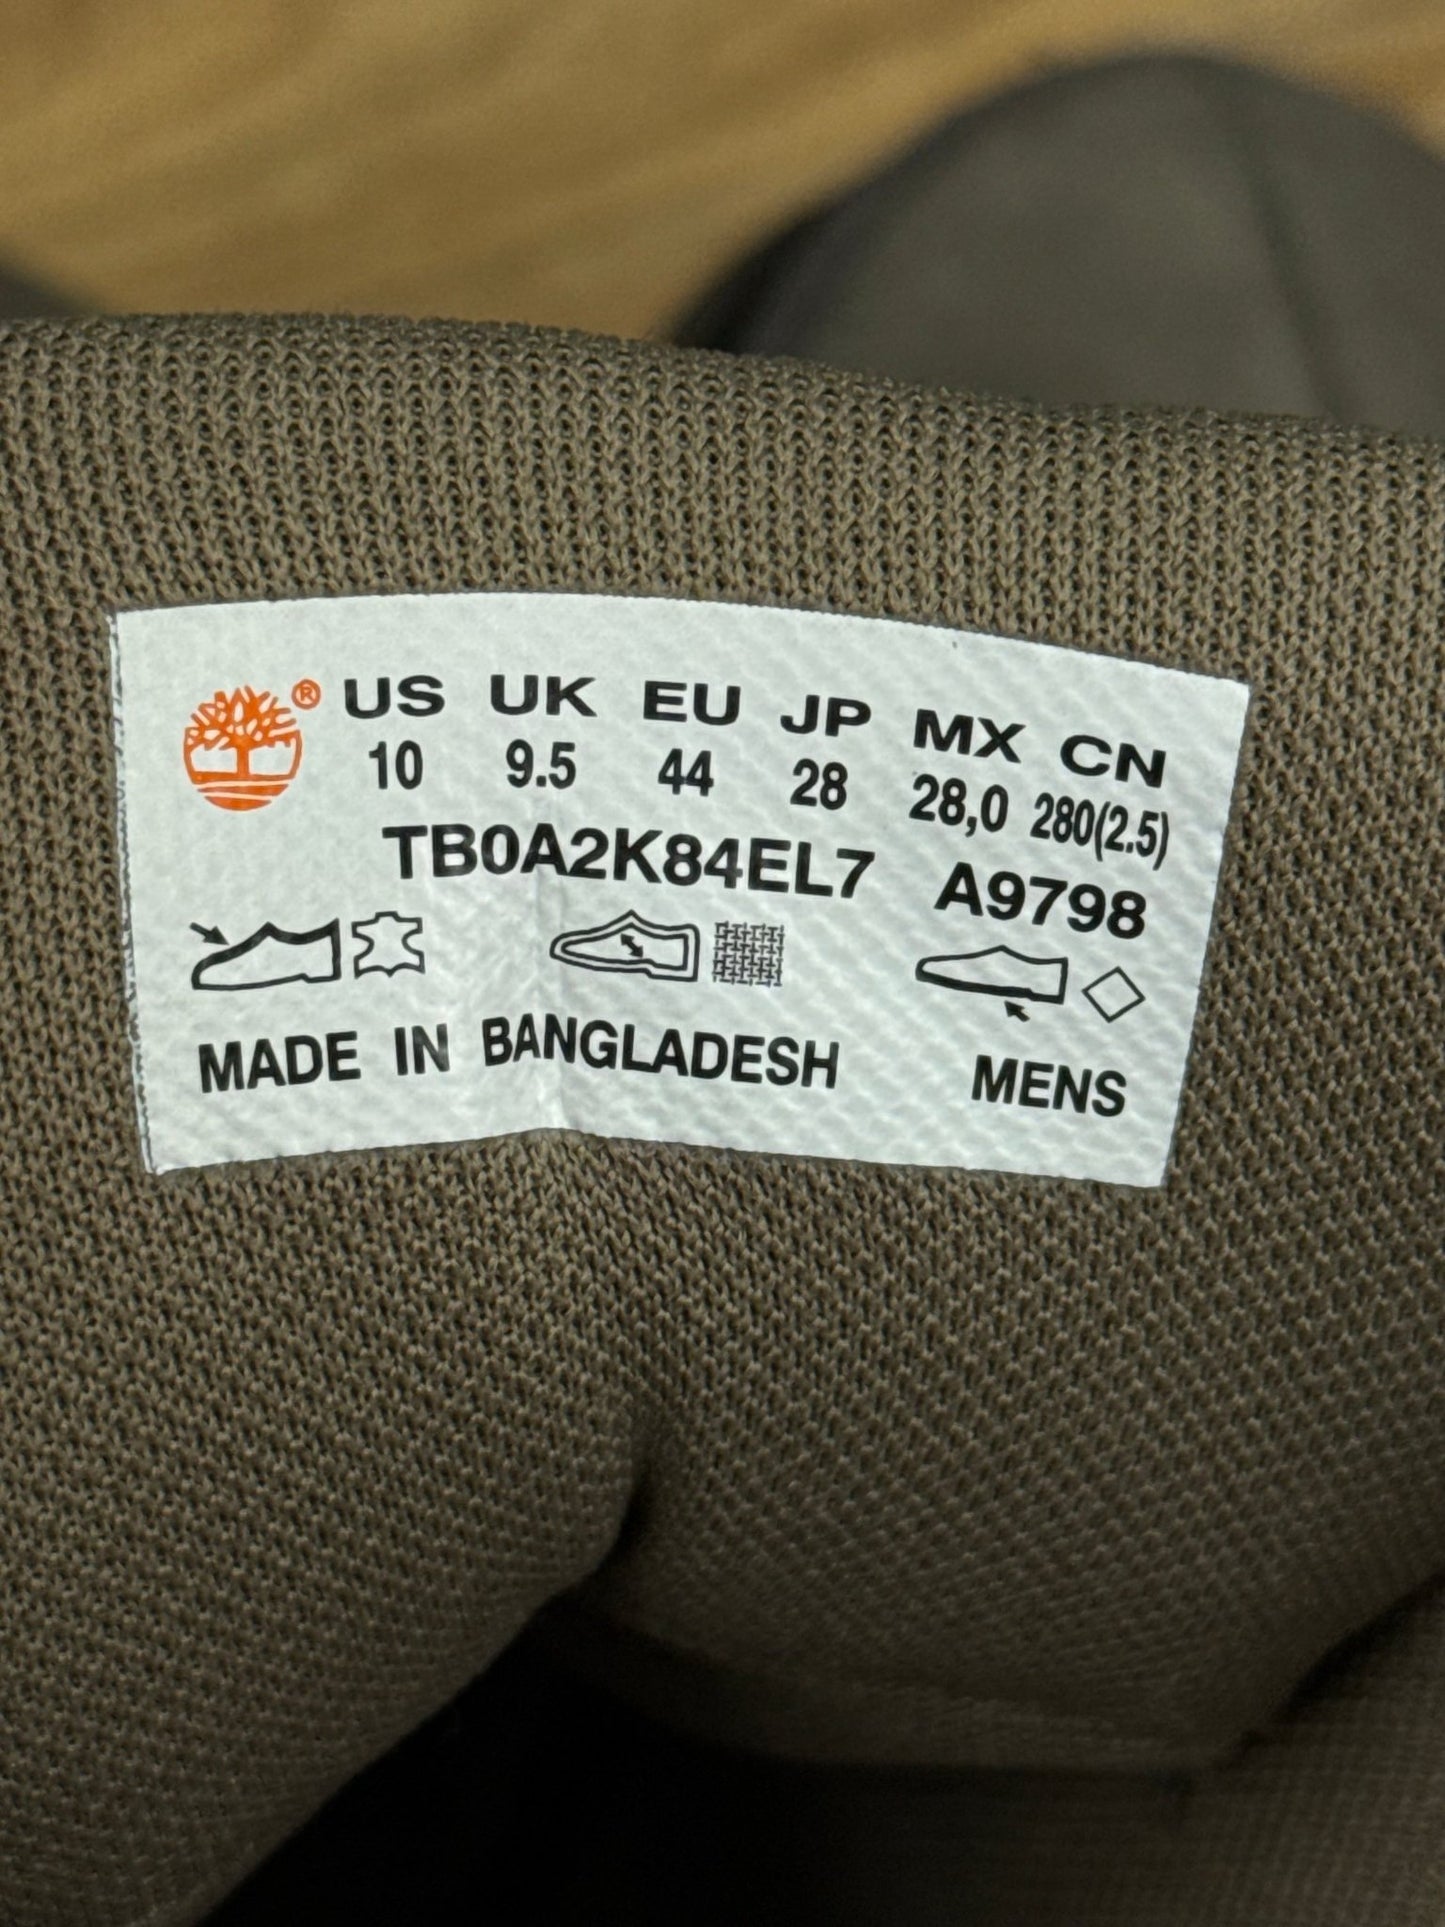 ® US UK EU JP MX CN
10 9.5 44 28 28,0 280(2.5)
TB0A2K84EL7 A9798
MADE IN BANGLADESH MENS